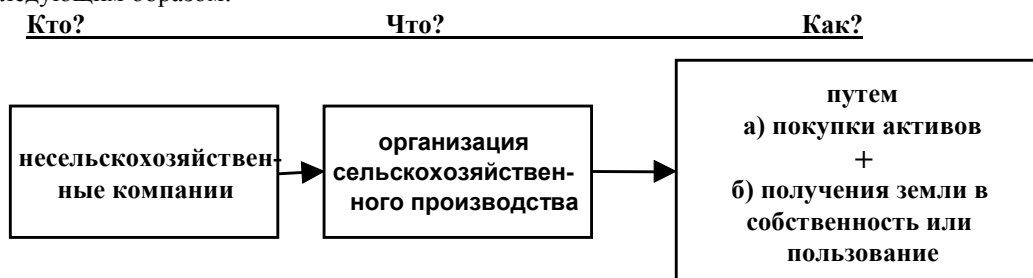 Кто? Что? Как?
несельскохозяйствен-
ные компании
организация
сельскохозяйствен-
ного производства
путем
а) покупки активов
+
б) получения земли в
собственность или
пользование